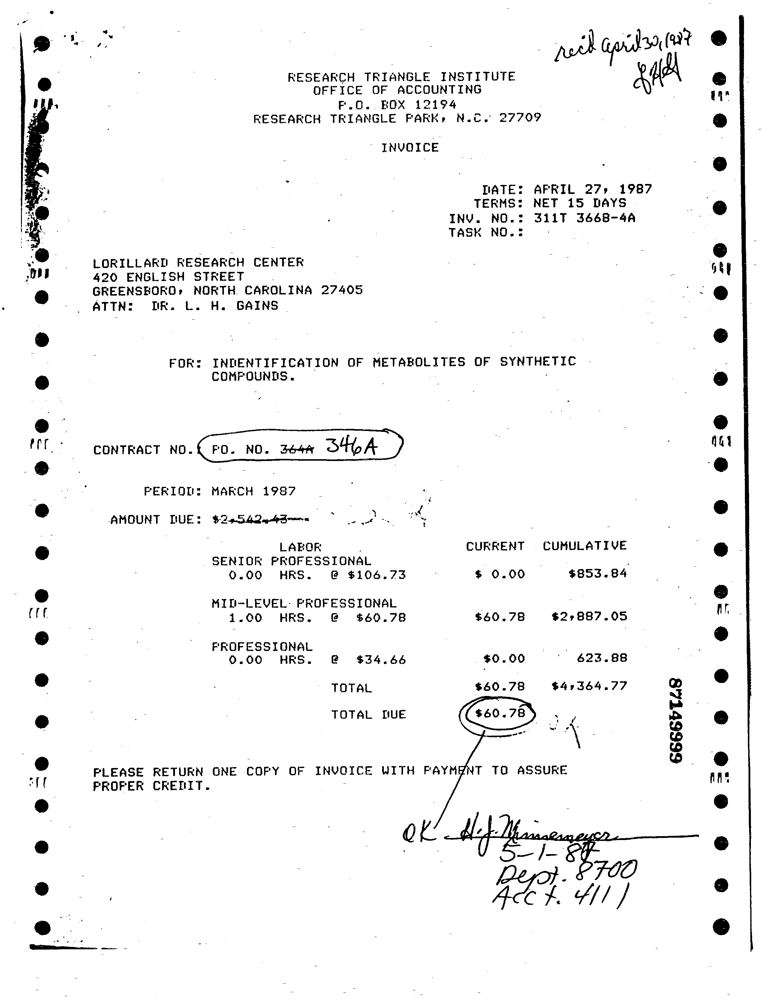 rec'd April 30, 1987
RESEARCH TRIANGLE INSTITUTE
OFFICE OF ACCOUNTING
P.O. BOX 12194
RESEARCH TRIANGLE PARK, N.C. 27709
INVOICE
DATE: APRIL 27, 1987
TERMS: NET 15 DAYS
INV. NO.: 311T 3668-4A
TASK NO.:
LORILLARD RESEARCH CENTER
420 ENGLISH STREET
GREENSBORO, NORTH CAROLINA 27405
ATTN: DR. L. H. GAINS
FOR: INDENTIFICATION OF METABOLITES OF SYNTHETIC
COMPOUNDS.
CONTRACT NO.: PO. NO. 364A 346A
PERIOD: MARCH 1987
AMOUNT DUE: $2,542.43
LABOR CURRENT CUMULATIVE
SENIOR PROFESSIONAL
0.00 HRS. @ $106.73 $ 0.00 $853.84
MID-LEVEL PROFESSIONAL
1.00 HRS. @ $60.78 $60.78 $2,887.05
PROFESSIONAL
0.00 HRS. @ $34.66 $0.00 623.88
TOTAL $60.78 $4,364.77
TOTAL DUE $60.78
OK
87149999
PLEASE RETURN ONE COPY OF INVOICE WITH PAYMENT TO ASSURE
PROPER CREDIT.
OK H.J. Minnemeyer
5-1-87
Dept. 8700
Acct. 4111